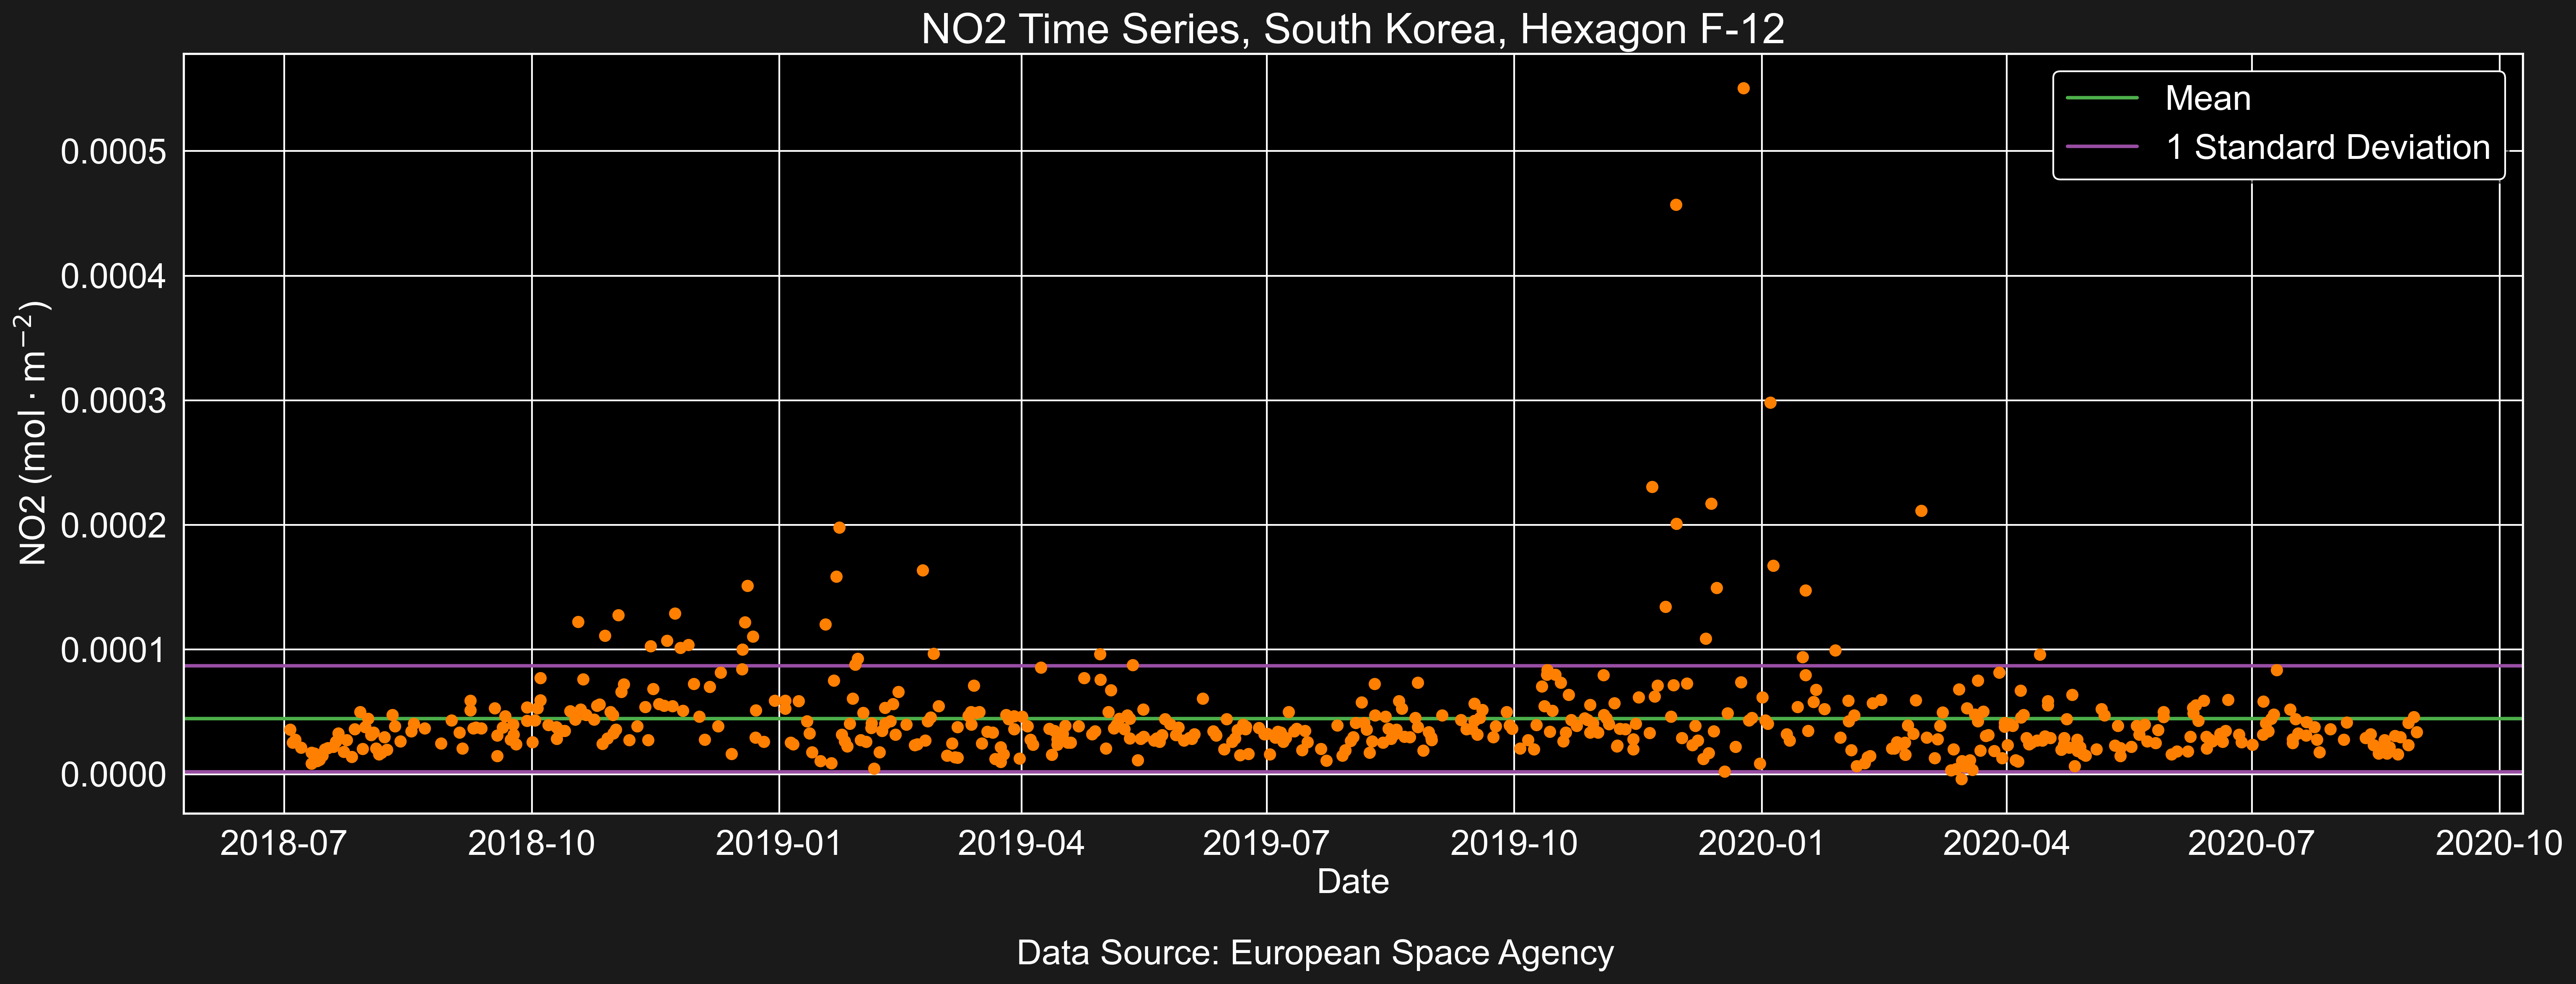 NO2 Time Series, South Korea, Hexagon F-12
Mean
1 Standard Deviation
NO2 (mol · m⁻²)
0.0005
0.0004
0.0003
0.0002
0.0001
0.0000
2018-07 2018-10 2019-01 2019-04 2019-07 2019-10 2020-01 2020-04 2020-07 2020-10
Date
Data Source: European Space Agency